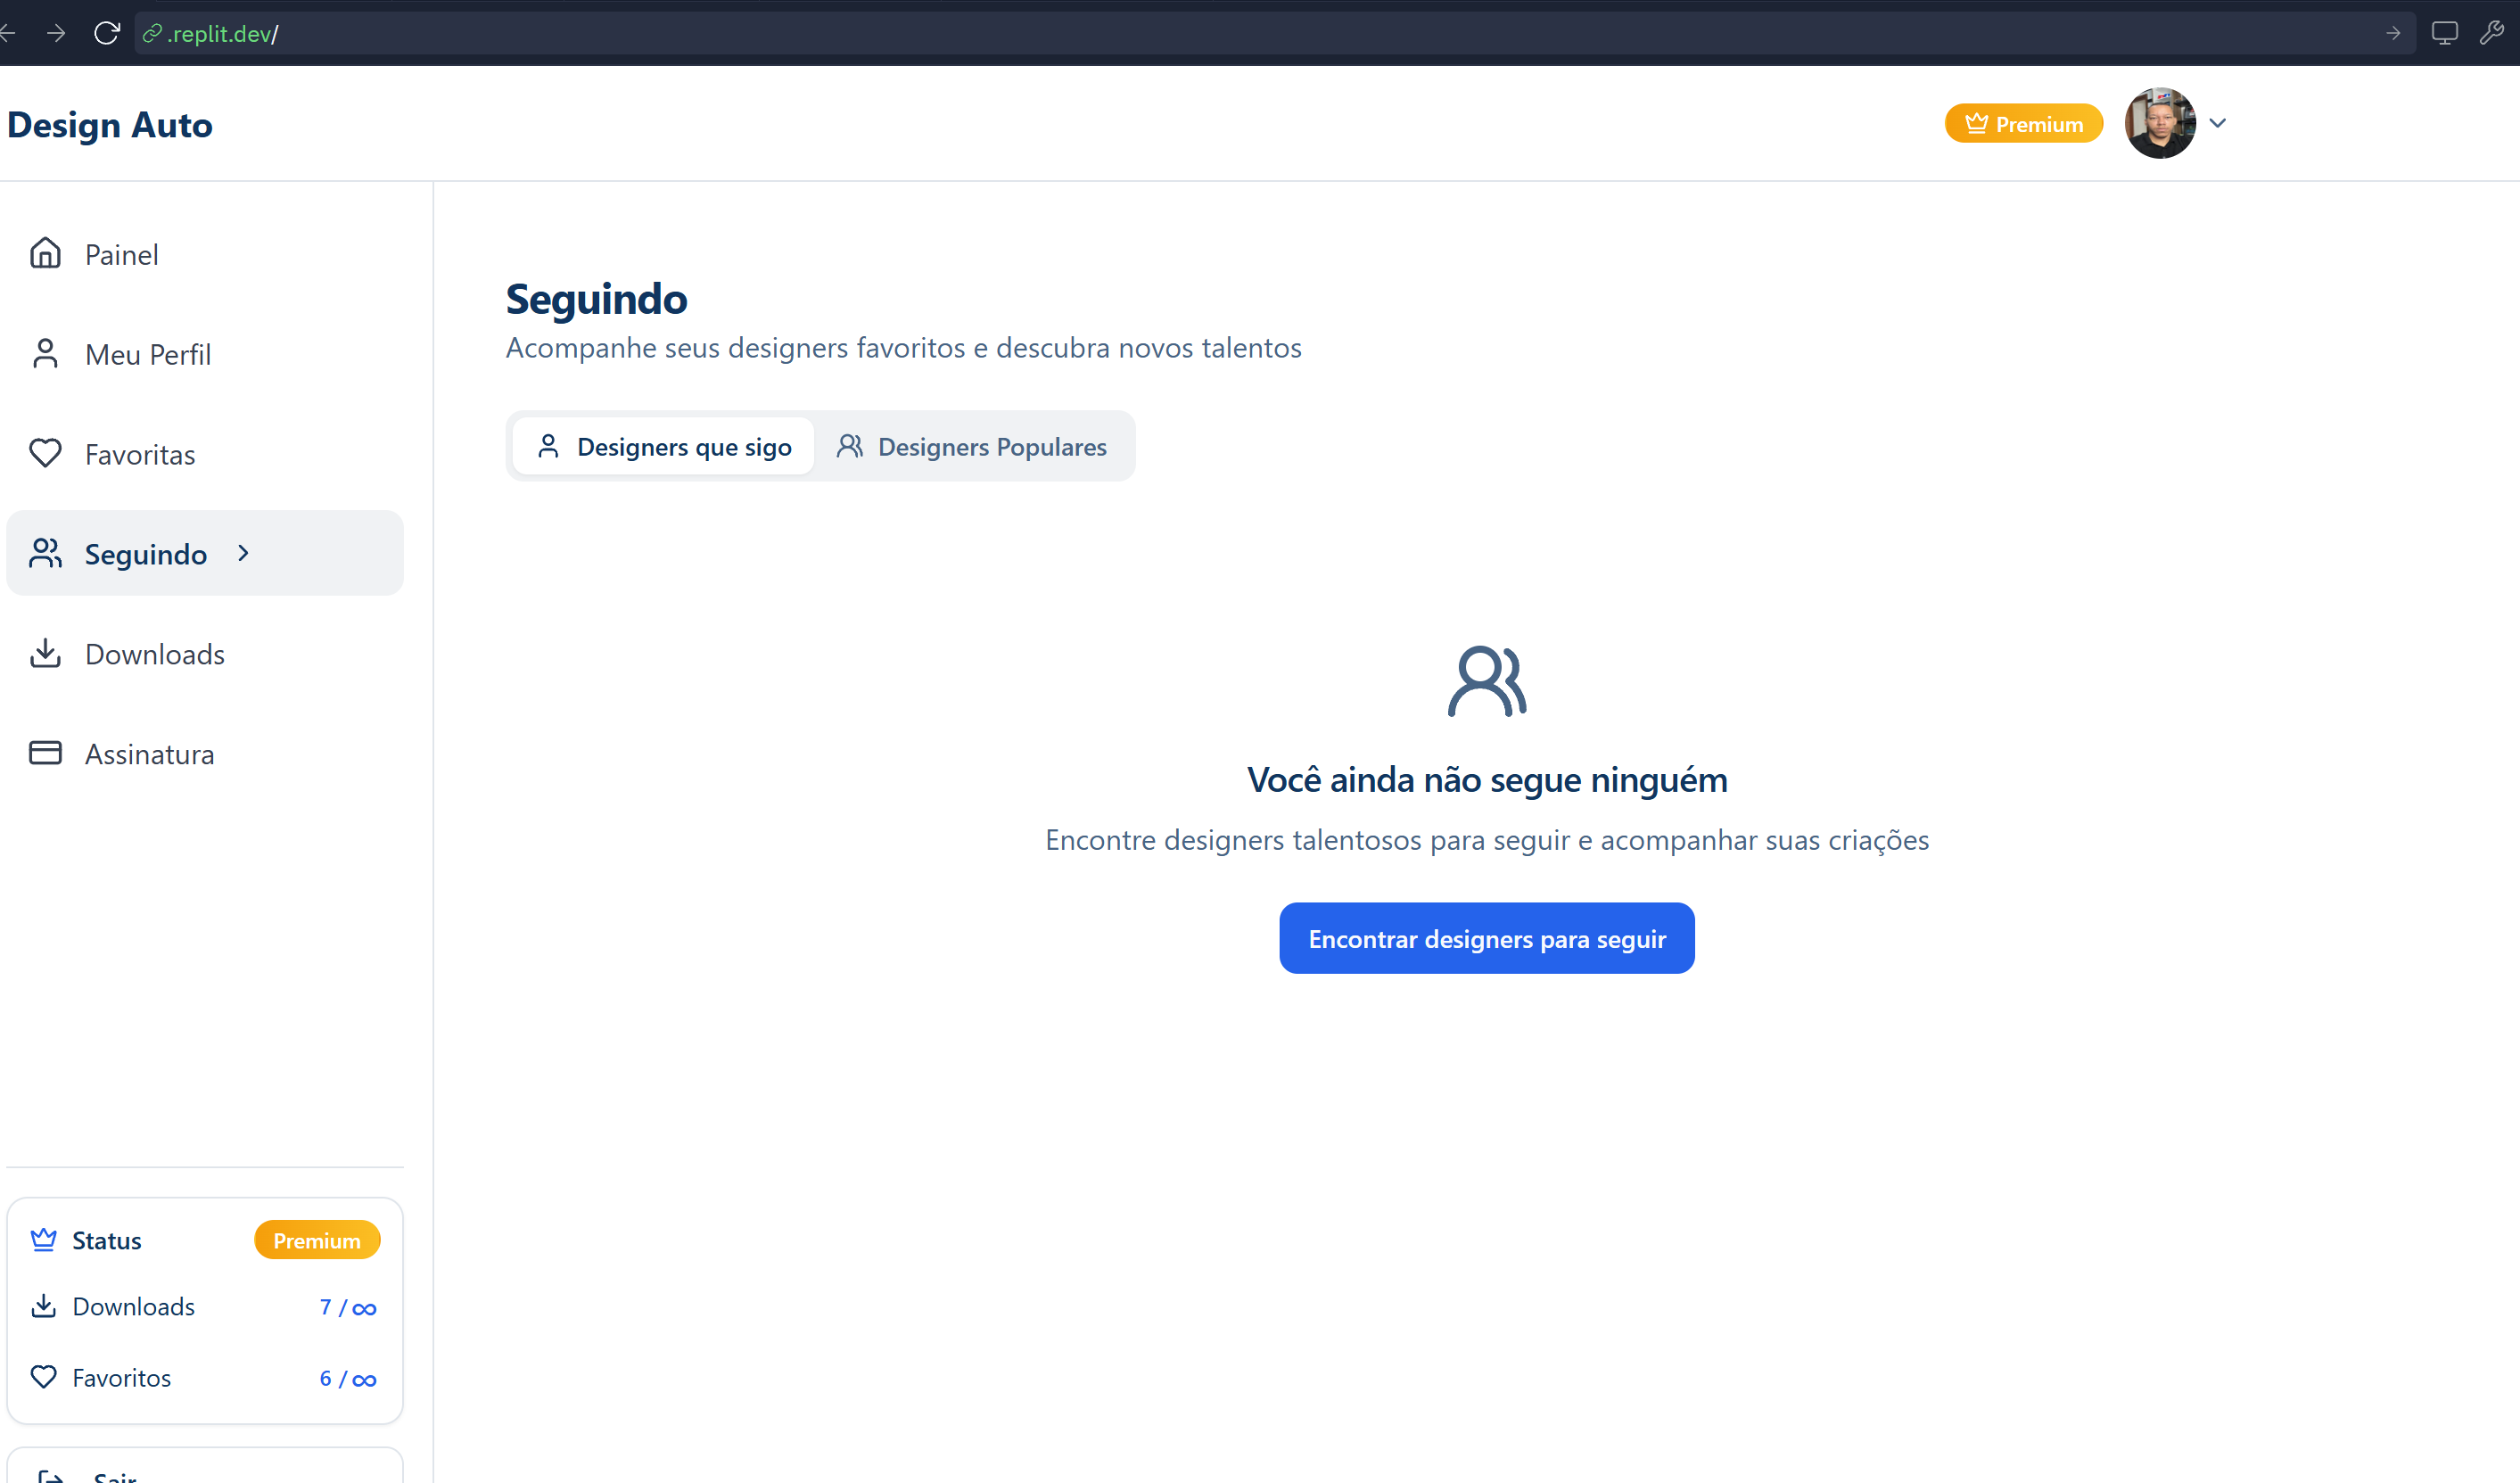 .replit.dev/
Design Auto
Premium
Painel
Meu Perfil
Favoritas
Seguindo
Downloads
Assinatura
Seguindo
Acompanhe seus designers favoritos e descubra novos talentos
Designers que sigo
Designers Populares
Você ainda não segue ninguém
Encontre designers talentosos para seguir e acompanhar suas criações
Encontrar designers para seguir
Status Premium
Downloads 7 / ∞
Favoritos 6 / ∞
Sair